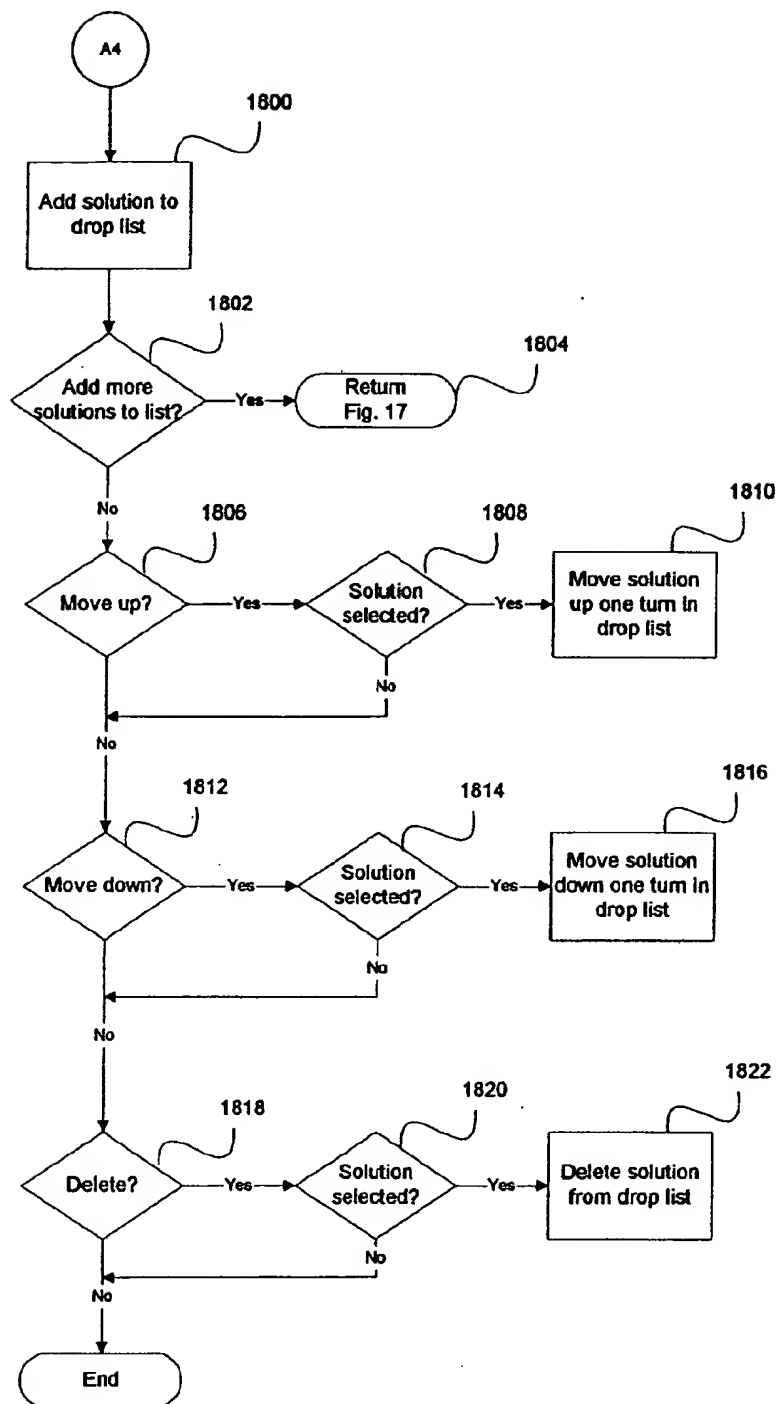 A4
1800
Add solution to
drop list
1802
Add more
solutions to list?
Yes
Return
Fig. 17
1804
No
1806
Move up?
Yes
1808
Solution
selected?
Yes
1810
Move solution
up one turn in
drop list
No
No
1812
Move down?
Yes
1814
Solution
selected?
Yes
1816
Move solution
down one turn in
drop list
No
No
1818
Delete?
Yes
1820
Solution
selected?
Yes
1822
Delete solution
from drop list
No
No
End